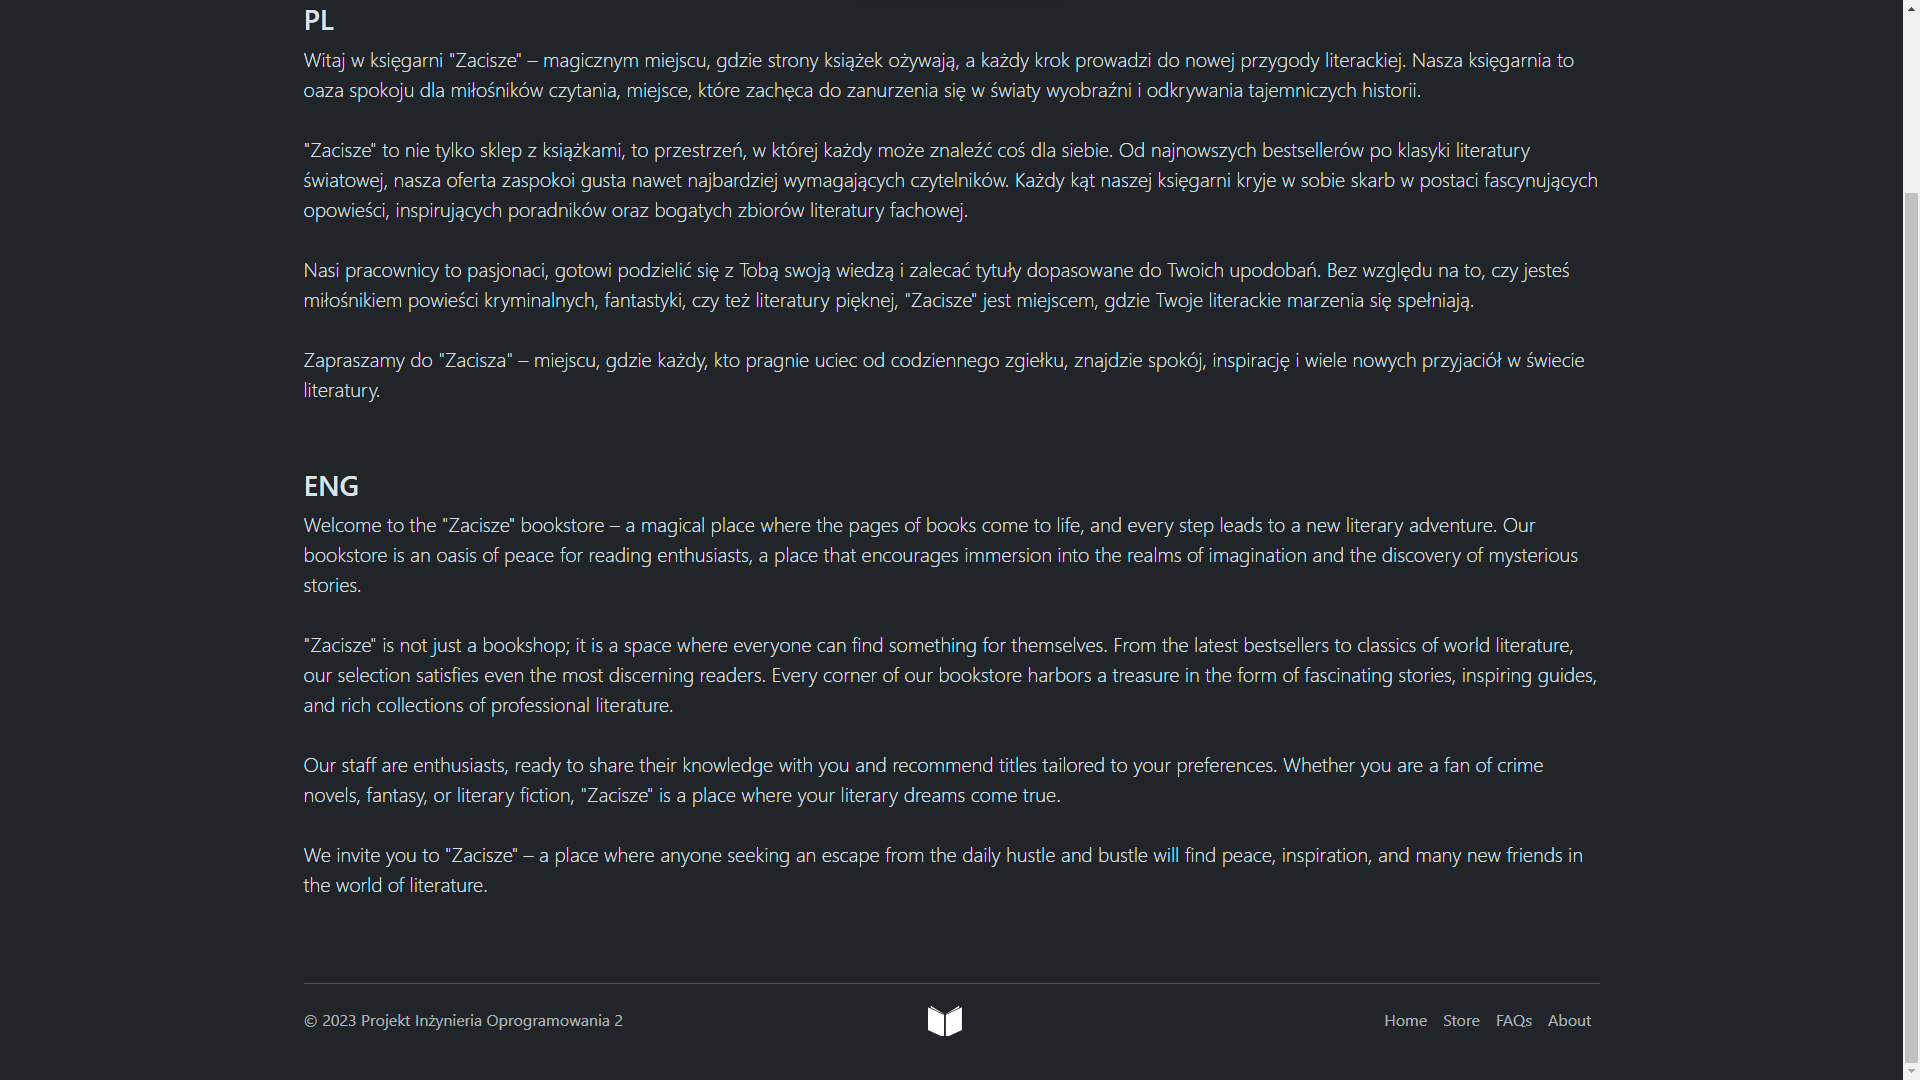 PL
Witaj w księgarni "Zacisze" – magicznym miejscu, gdzie strony książek ożywają, a każdy krok prowadzi do nowej przygody literackiej. Nasza księgarnia to
oaza spokoju dla miłośników czytania, miejsce, które zachęca do zanurzenia się w światy wyobraźni i odkrywania tajemniczych historii.
"Zacisze" to nie tylko sklep z książkami, to przestrzeń, w której każdy może znaleźć coś dla siebie. Od najnowszych bestsellerów po klasyki literatury
światowej, nasza oferta zaspokoi gusta nawet najbardziej wymagających czytelników. Każdy kąt naszej księgarni kryje w sobie skarb w postaci fascynujących
opowieści, inspirujących poradników oraz bogatych zbiorów literatury fachowej.
Nasi pracownicy to pasjonaci, gotowi podzielić się z Tobą swoją wiedzą i zalecać tytuły dopasowane do Twoich upodobań. Bez względu na to, czy jesteś
miłośnikiem powieści kryminalnych, fantastyki, czy też literatury pięknej, "Zacisze" jest miejscem, gdzie Twoje literackie marzenia się spełniają.
Zapraszamy do "Zacisza" – miejscu, gdzie każdy, kto pragnie uciec od codziennego zgiełku, znajdzie spokój, inspirację i wiele nowych przyjaciół w świecie
literatury.
ENG
Welcome to the "Zacisze" bookstore – a magical place where the pages of books come to life, and every step leads to a new literary adventure. Our
bookstore is an oasis of peace for reading enthusiasts, a place that encourages immersion into the realms of imagination and the discovery of mysterious
stories.
"Zacisze" is not just a bookshop; it is a space where everyone can find something for themselves. From the latest bestsellers to classics of world literature,
our selection satisfies even the most discerning readers. Every corner of our bookstore harbors a treasure in the form of fascinating stories, inspiring guides,
and rich collections of professional literature.
Our staff are enthusiasts, ready to share their knowledge with you and recommend titles tailored to your preferences. Whether you are a fan of crime
novels, fantasy, or literary fiction, "Zacisze" is a place where your literary dreams come true.
We invite you to "Zacisze" – a place where anyone seeking an escape from the daily hustle and bustle will find peace, inspiration, and many new friends in
the world of literature.
© 2023 Projekt Inżynieria Oprogramowania 2
Home Store FAQs About